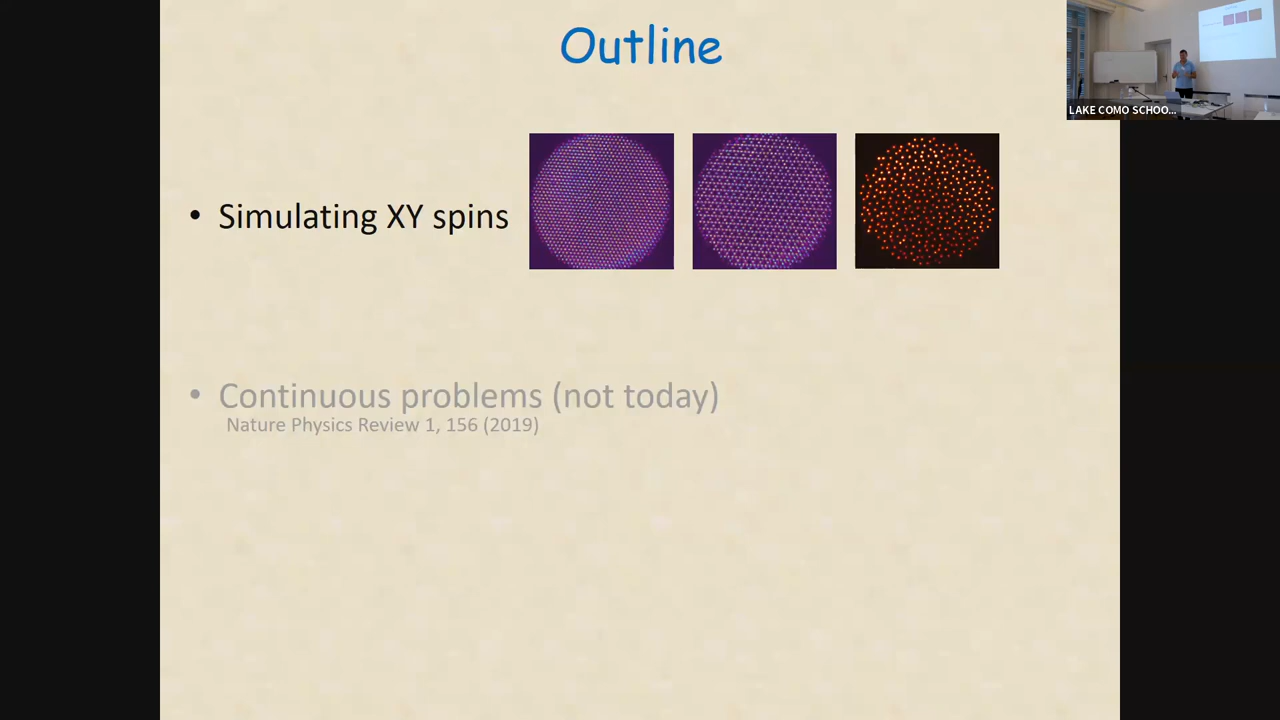 Outline
LAKE COMO SCHOO...
• Simulating XY spins
• Continuous problems (not today)
Nature Physics Review 1, 156 (2019)